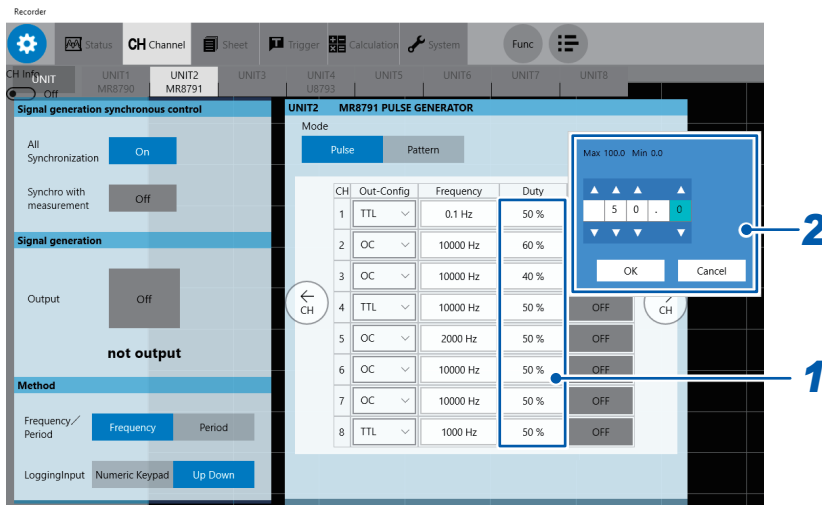 Recorder
Status CH Channel Sheet Trigger Calculation System Func
CH Info
Off
UNIT UNIT1 UNIT2 UNIT3 UNIT4 UNIT5 UNIT6 UNIT7 UNIT8
MR8790 MR8791 U8793
Signal generation synchronous control
All
Synchronization On
Synchro with
measurement Off
Signal generation
Output Off
not output
Method
Frequency／
Period Frequency Period
LoggingInput Numeric Keypad Up Down
UNIT2 MR8791 PULSE GENERATOR
Mode
Pulse Pattern
CH Out-Config Frequency Duty
1 TTL 0.1 Hz 50 %
2 OC 10000 Hz 60 %
3 OC 10000 Hz 40 %
4 TTL 10000 Hz 50 % OFF
5 OC 2000 Hz 50 % OFF
6 OC 10000 Hz 50 % OFF
7 OC 10000 Hz 50 % OFF
8 TTL 1000 Hz 50 % OFF
← CH
CH
Max 100.0 Min 0.0
5 0 . 0
OK Cancel
2
1